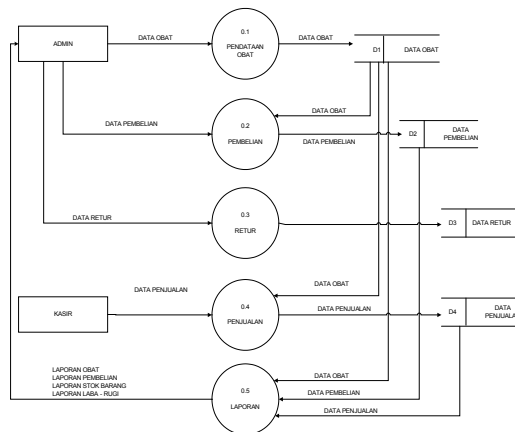 ADMIN
DATA OBAT
0.1
PENDATAAN
OBAT
DATA OBAT
D1
DATA OBAT
DATA OBAT
DATA PEMBELIAN
0.2
PEMBELIAN
DATA PEMBELIAN
D2
DATA
PEMBELIAN
DATA RETUR
0.3
RETUR
D3
DATA RETUR
KASIR
DATA PENJUALAN
DATA OBAT
0.4
PENJUALAN
DATA PENJUALAN
D4
DATA
PENJUALA
LAPORAN OBAT
LAPORAN PEMBELIAN
LAPORAN STOK BARANG
LAPORAN LABA - RUGI
0.5
LAPORAN
DATA OBAT
DATA PEMBELIAN
DATA PENJUALAN